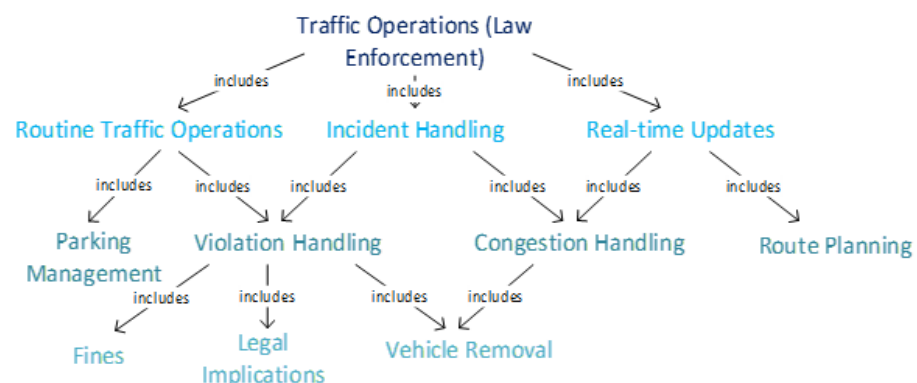 Traffic Operations (Law
Enforcement)
includes
includes
includes
Routine Traffic Operations
Incident Handling
Real-time Updates
includes
includes
includes
includes
includes
includes
Parking
Management
Violation Handling
Congestion Handling
Route Planning
includes
includes
includes
includes
Fines
Legal
Implications
Vehicle Removal